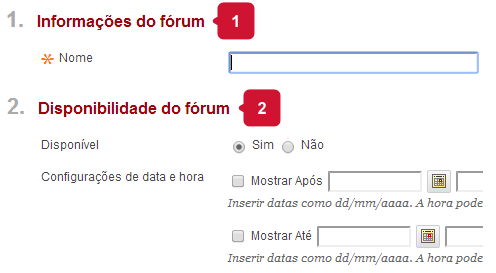 1. Informações do fórum 1
Nome
2. Disponibilidade do fórum 2
Disponível Sim Não
Configurações de data e hora Mostrar Após
Inserir datas como dd/mm/aaaa. A hora pode
Mostrar Até
Inserir datas como dd/mm/aaaa. A hora pode